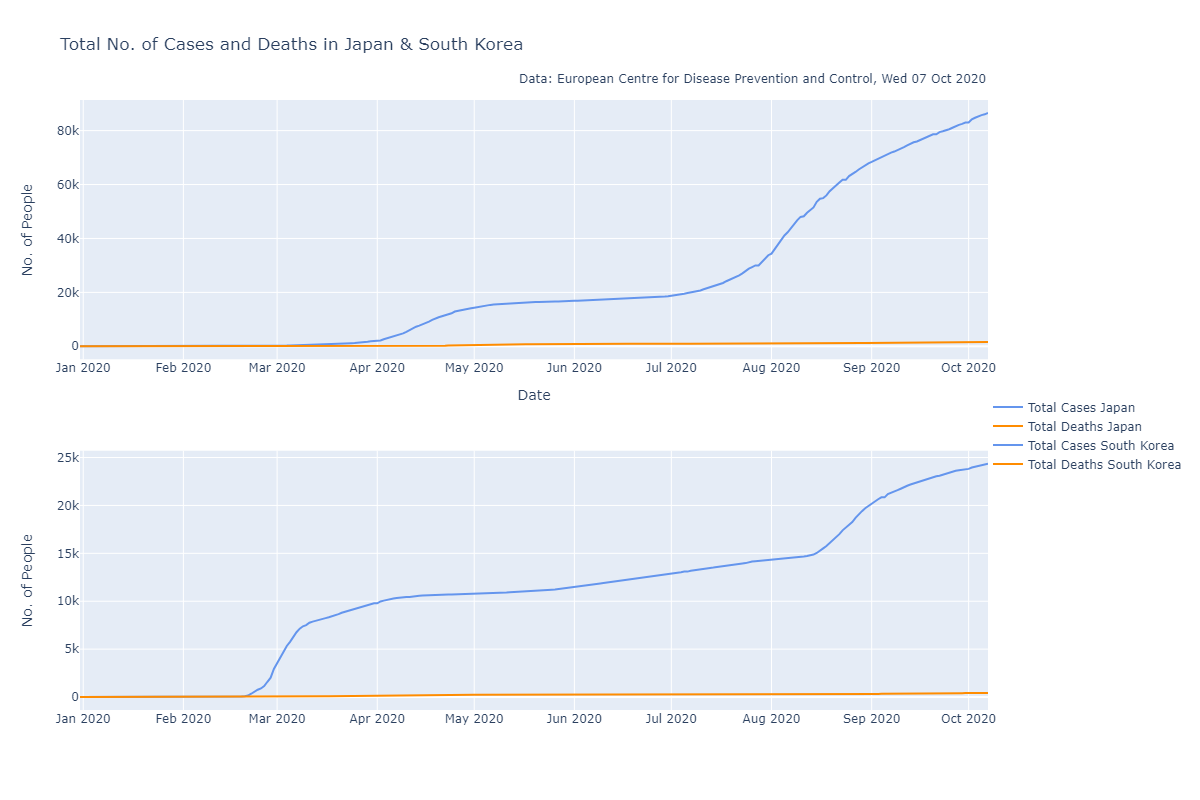 Total No. of Cases and Deaths in Japan & South Korea
Data: European Centre for Disease Prevention and Control, Wed 07 Oct 2020
No. of People
80k
60k
40k
20k
0
Jan 2020 Feb 2020 Mar 2020 Apr 2020 May 2020 Jun 2020 Jul 2020 Aug 2020 Sep 2020 Oct 2020
Date
Total Cases Japan
Total Deaths Japan
Total Cases South Korea
Total Deaths South Korea
No. of People
25k
20k
15k
10k
5k
0
Jan 2020 Feb 2020 Mar 2020 Apr 2020 May 2020 Jun 2020 Jul 2020 Aug 2020 Sep 2020 Oct 2020